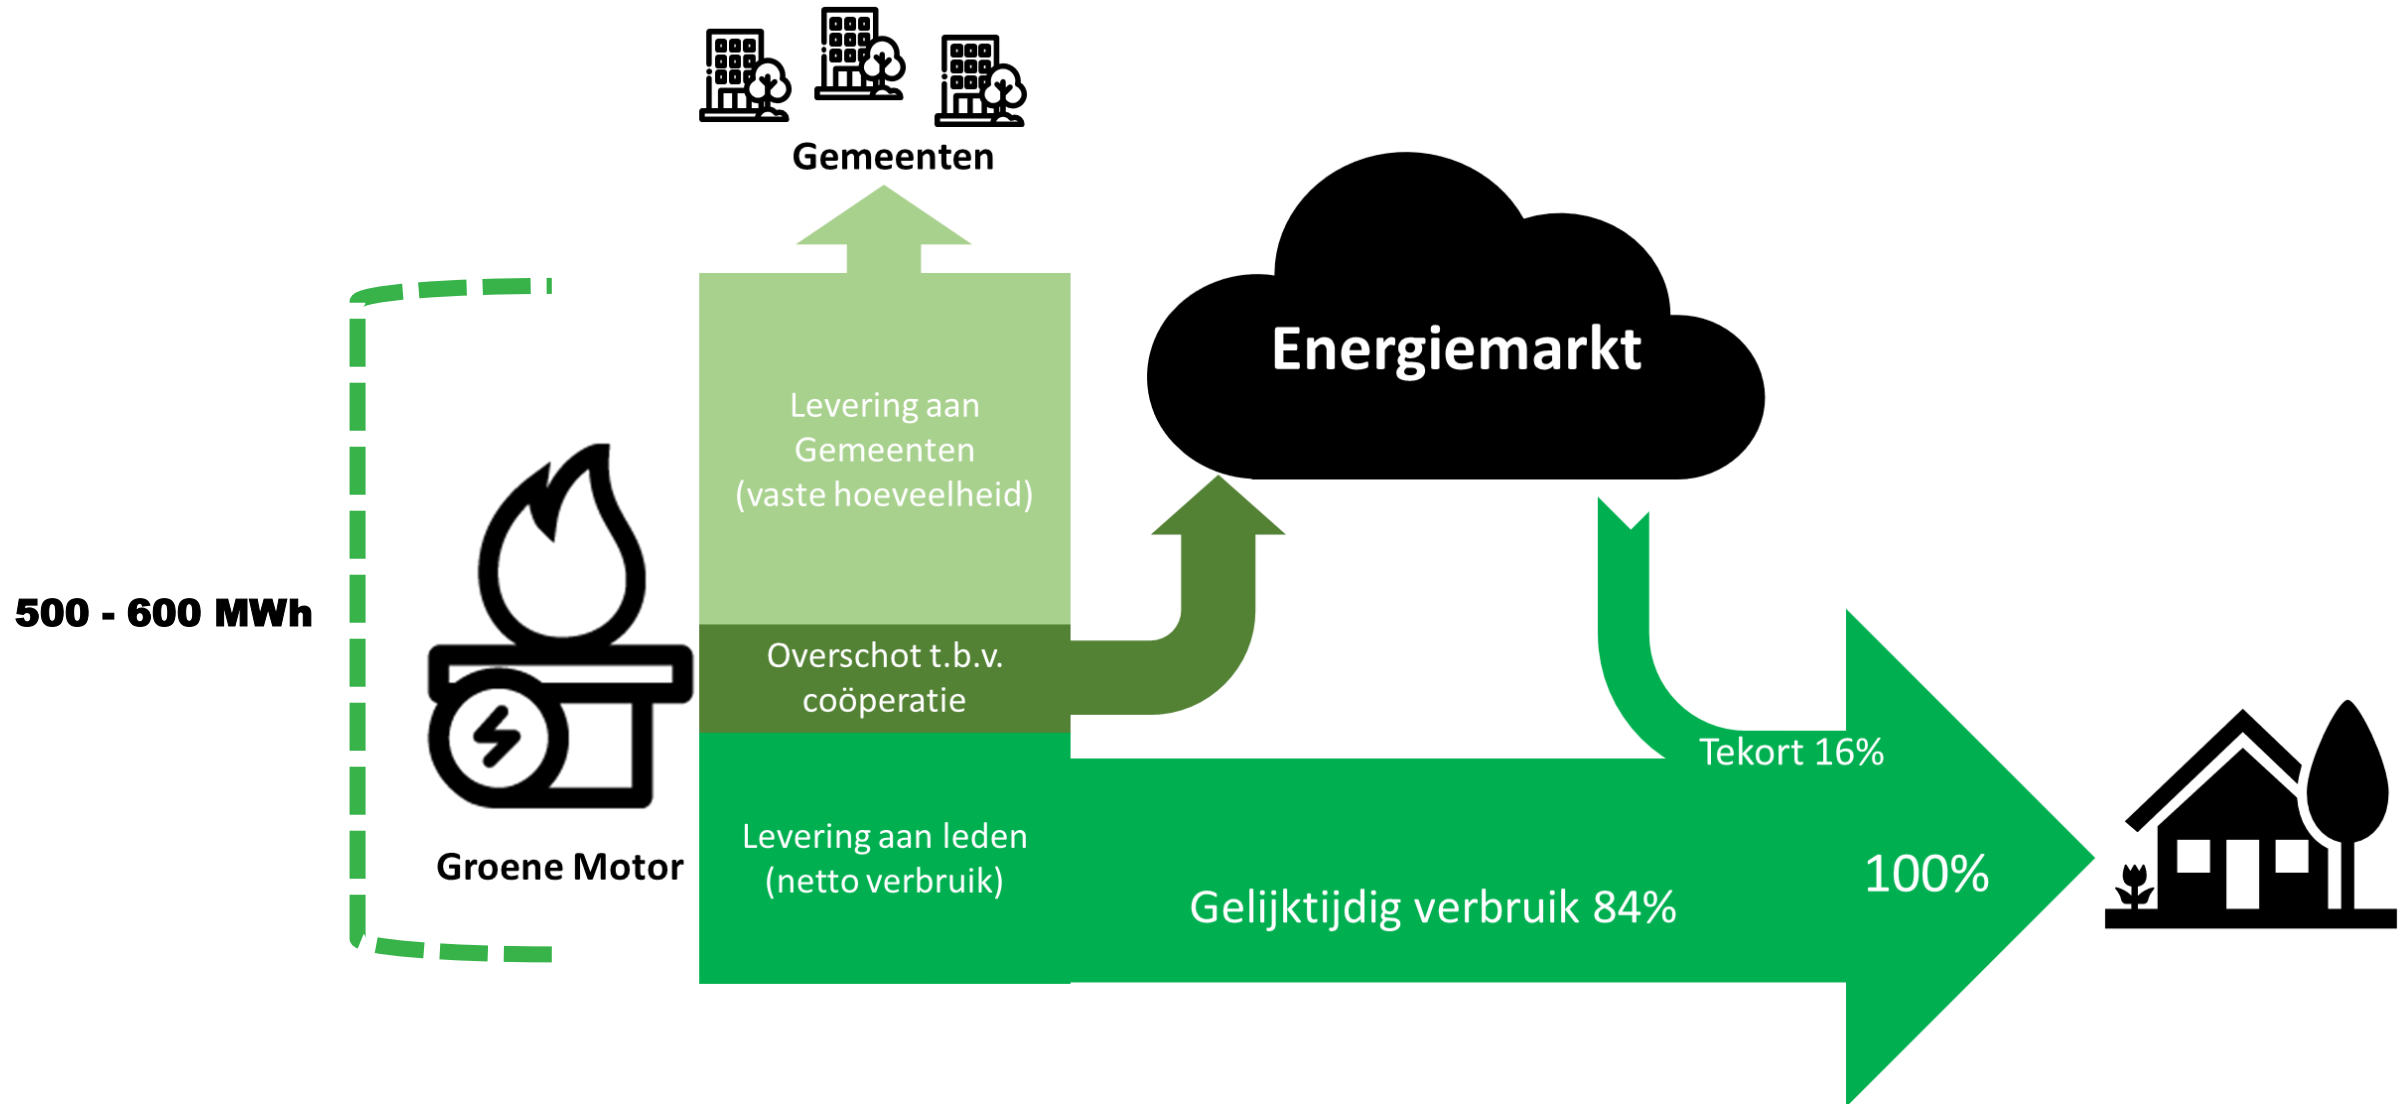 Gemeenten
Energiemarkt
Levering aan
Gemeenten
(vaste hoeveelheid)
500 - 600 MWh
Overschot t.b.v.
coöperatie
Tekort 16%
Levering aan leden
(netto verbruik)
Groene Motor
Gelijktijdig verbruik 84%
100%